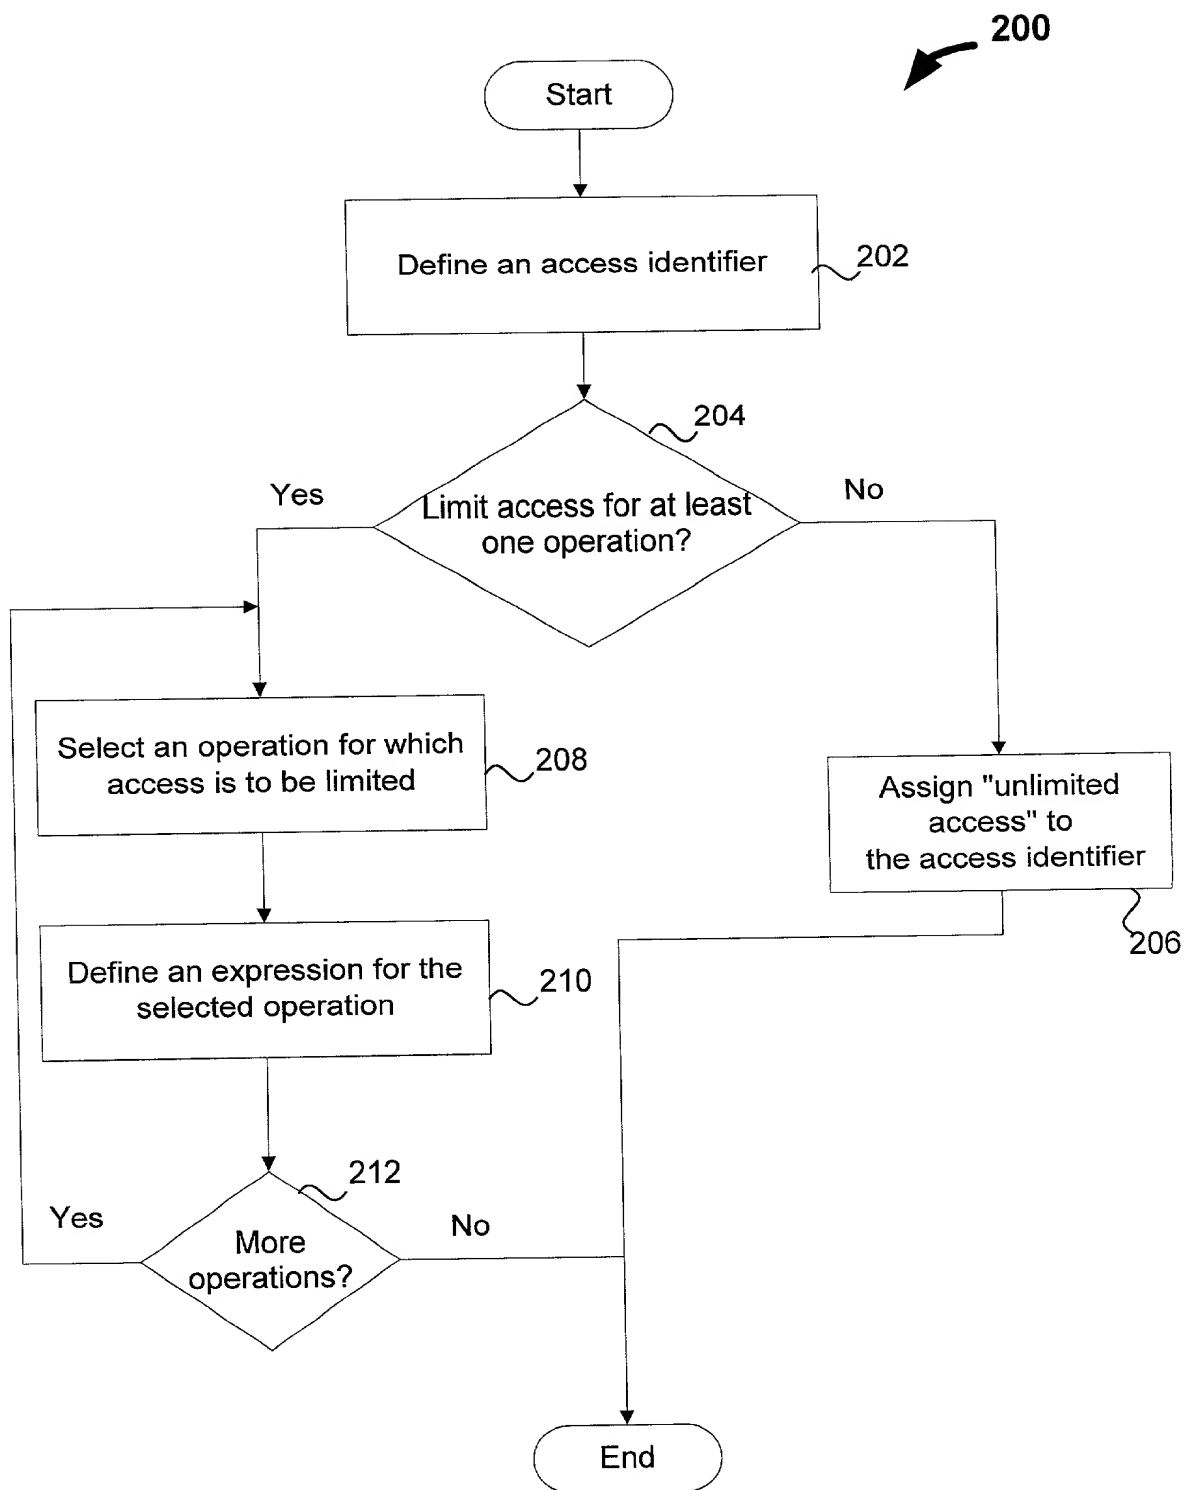 200
Start
Define an access identifier
202
204
Yes
Limit access for at least
one operation?
No
Select an operation for which
access is to be limited
208
Assign "unlimited
access" to
the access identifier
206
Define an expression for the
selected operation
210
212
Yes
More
operations?
No
End